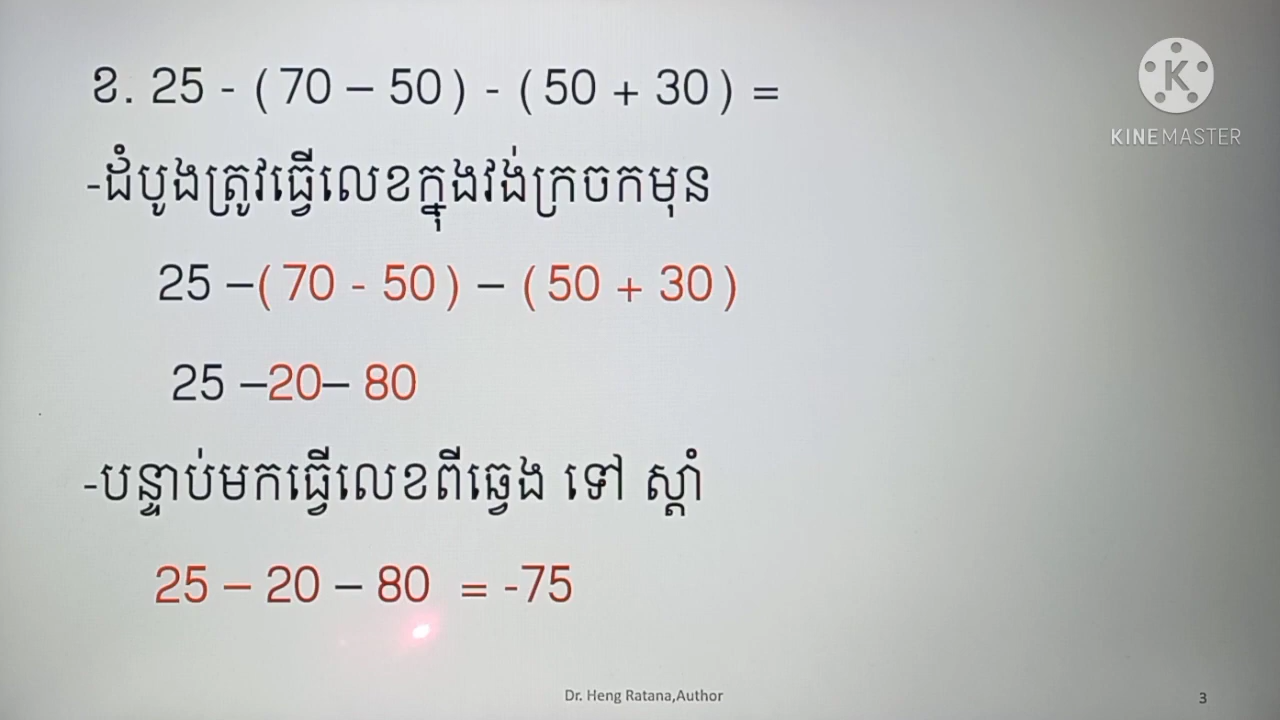 ខ. 25 - ( 70 – 50 ) - ( 50 + 30 ) =
K
KINEMASTER
-ដំបូងត្រូវធ្វើលេខក្នុងវង់ក្រចកមុន
25 –( 70 - 50 ) – ( 50 + 30 )
25 –20– 80
-បន្ទាប់មកធ្វើលេខពីឆ្វេង ទៅ ស្តាំ
25 – 20 – 80 = -75
Dr. Heng Ratana,Author
3